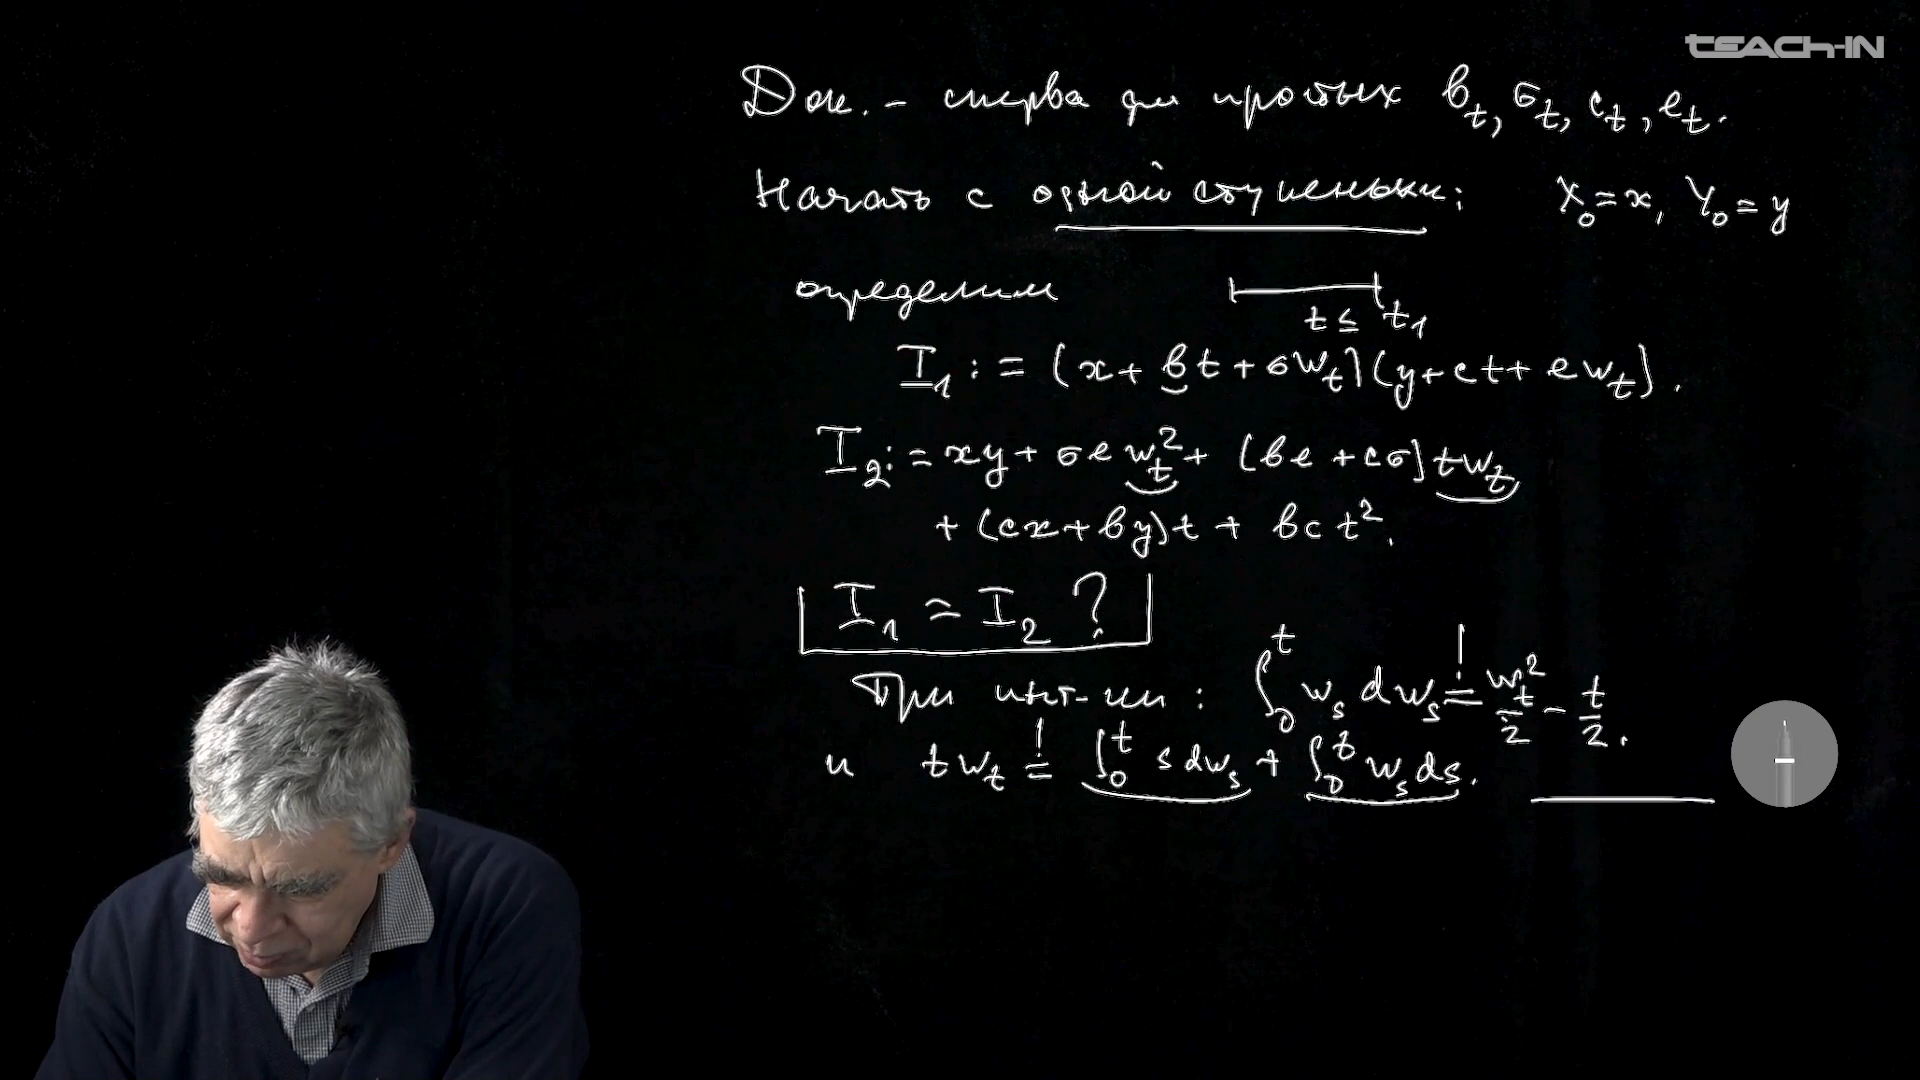 TEACH-IN
Док. - сперва для простых b_t, σ_t, c_t, e_t.
Начать с одной ступеньки: X_0 = x, Y_0 = y
определим
t ≤ t_1
I_1 := (x + bt + σW_t)(y + ct + eW_t).
I_2 := xy + σe W_t^2 + (be + cσ) tW_t
+ (cx + by)t + bc t^2.
I_1 = I_2 ?
При инт-ии: ∫_0^t W_s dW_s =! W_t^2/2 - t/2.
и tW_t =! ∫_0^t s dW_s + ∫_0^t W_s ds.